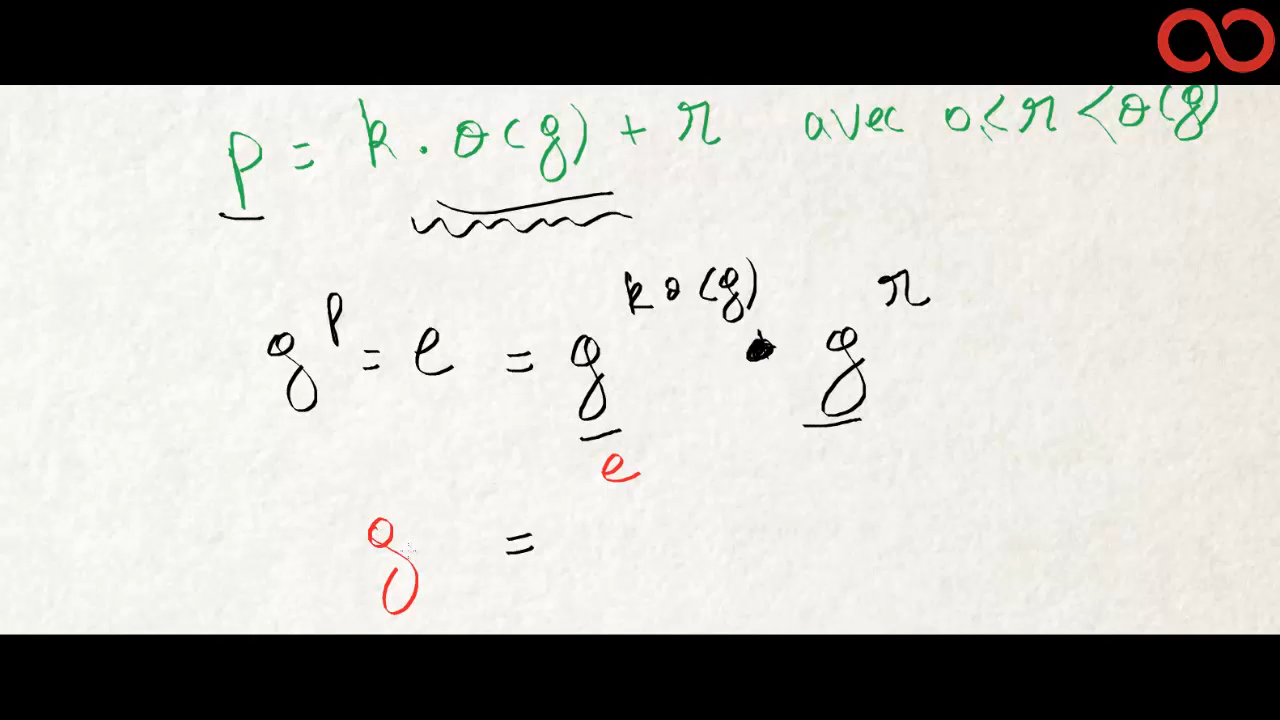 p = k . o(g) + r avec 0 ≤ r < o(g)
g^p = e = g^{k o(g)} · g^r
e
g =